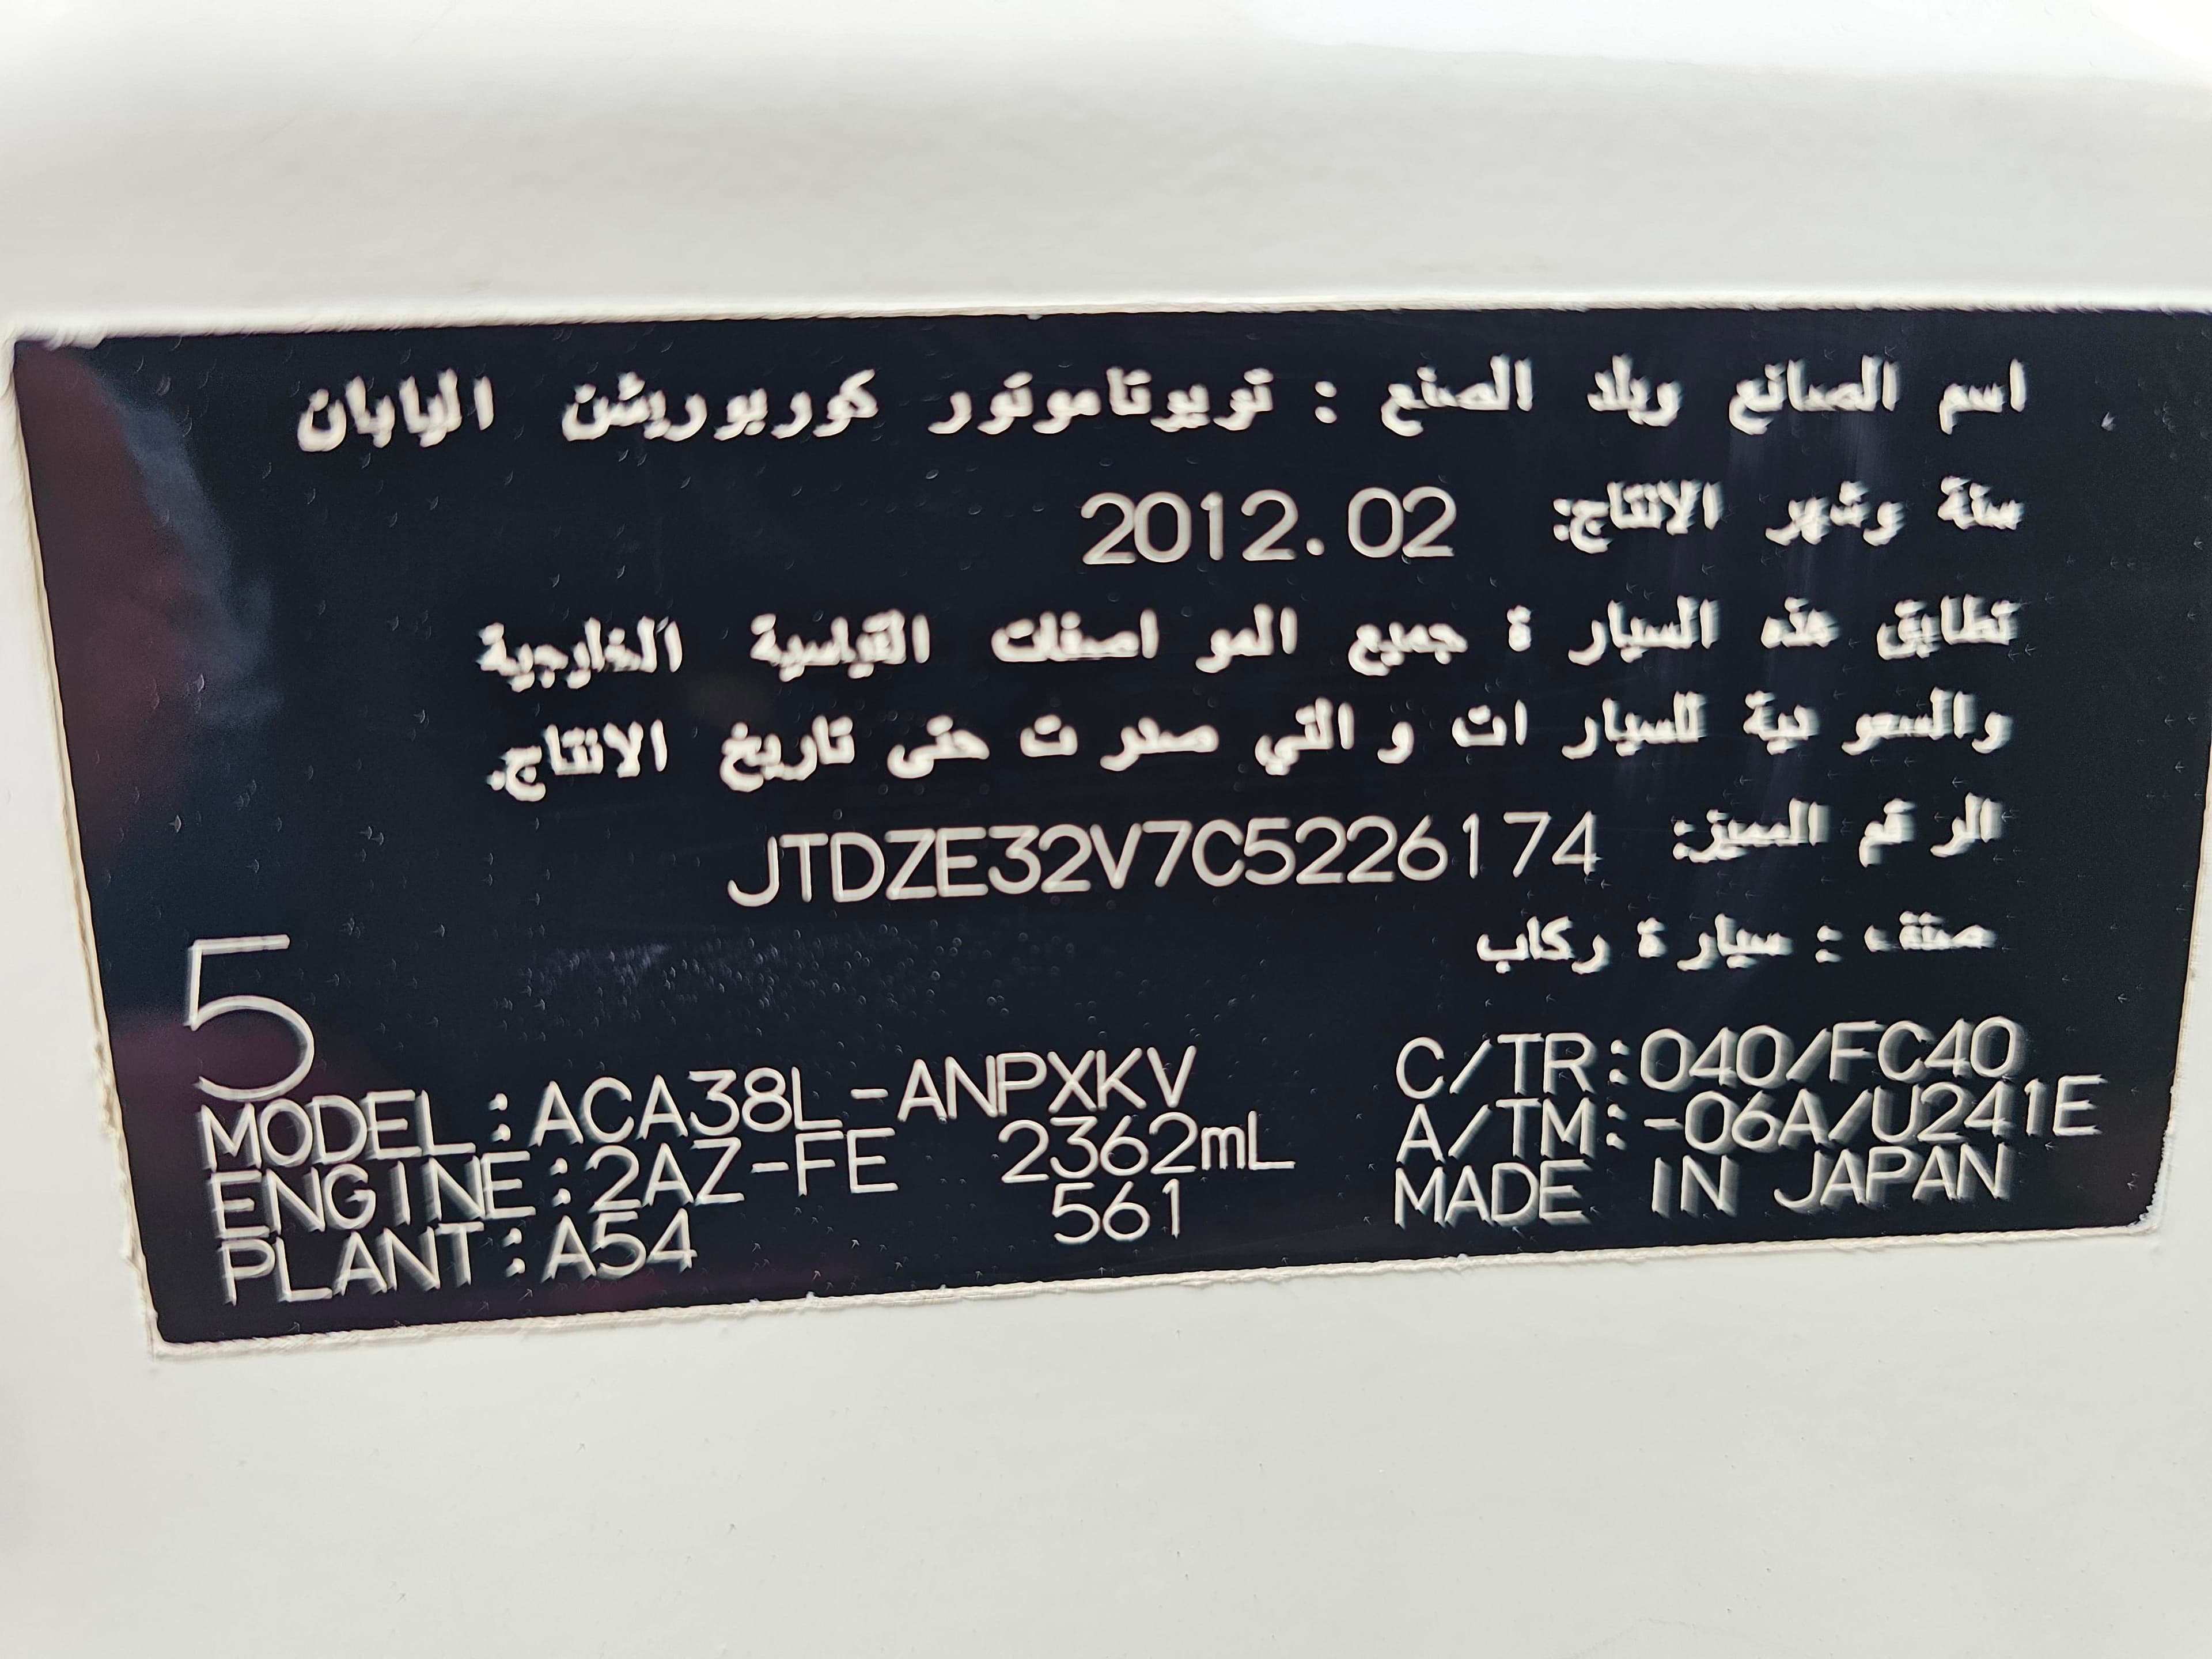 اسم الصانع وبلد الصنع : تويوتاموتور كوربوريشن اليابان
سنة وشهر الانتاج: 2012.02
تطابق هذه السيارة جميع المواصفات القياسية الخارجية
والسعودية للسيارات والتي صدرت حتى تاريخ الانتاج.
الرقم المميز: JTDZE32V7C5226174
صنف : سيارة ركاب
5
MODEL:ACA38L-ANPXKV C/TR:040/FC40
ENGINE:2AZ-FE 2362mL A/TM:-06A/U241E
PLANT:A54 561 MADE IN JAPAN